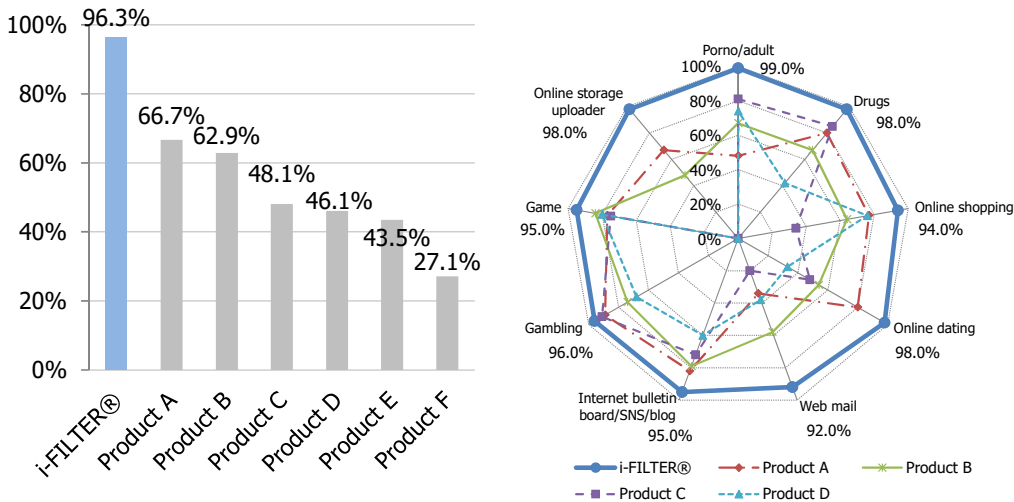 100%
80%
60%
40%
20%
0%
96.3%
66.7%
62.9%
48.1%
46.1%
43.5%
27.1%
i-FILTER®
Product A
Product B
Product C
Product D
Product E
Product F
Porno/adult
99.0%
Drugs
98.0%
Online shopping
94.0%
Online dating
98.0%
Web mail
92.0%
Internet bulletin
board/SNS/blog
95.0%
Gambling
96.0%
Game
95.0%
Online storage
uploader
98.0%
100%
80%
60%
40%
20%
0%
i-FILTER®
Product A
Product B
Product C
Product D